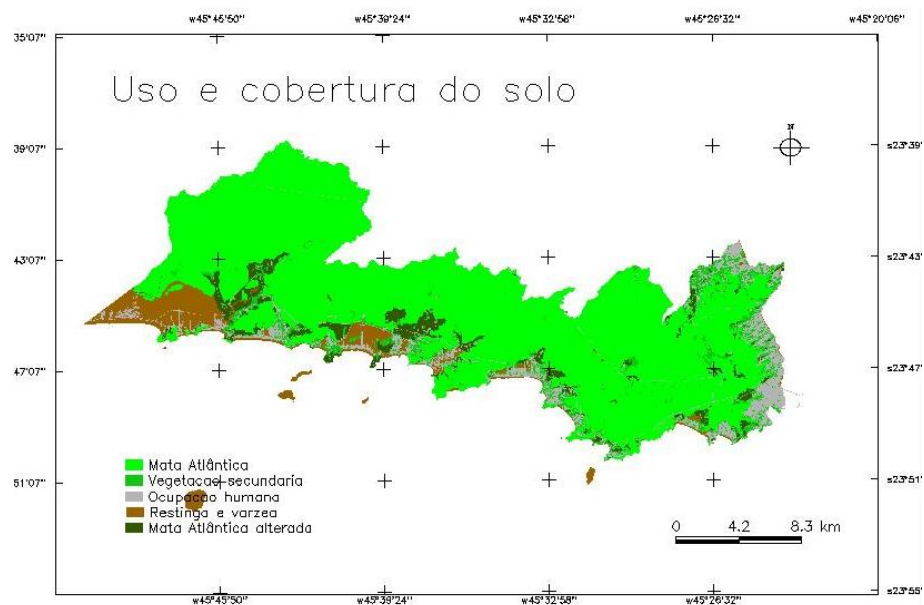 w45°45'50'' w45°39'24'' w45°32'58'' w45°26'32'' w45°20'06''
35'07''
Uso e cobertura do solo
N
39'07'' s23°39'
43'07'' s23°43'
47'07'' s23°47'
Mata Atlântica
Vegetacao secundaría
51'07'' s23°51'
Ocupaçao humana
Restinga e varzea
Mata Atlântica alterada
0 4.2 8.3 km
s23°55'
w45°45'50'' w45°39'24'' w45°32'58'' w45°26'32''